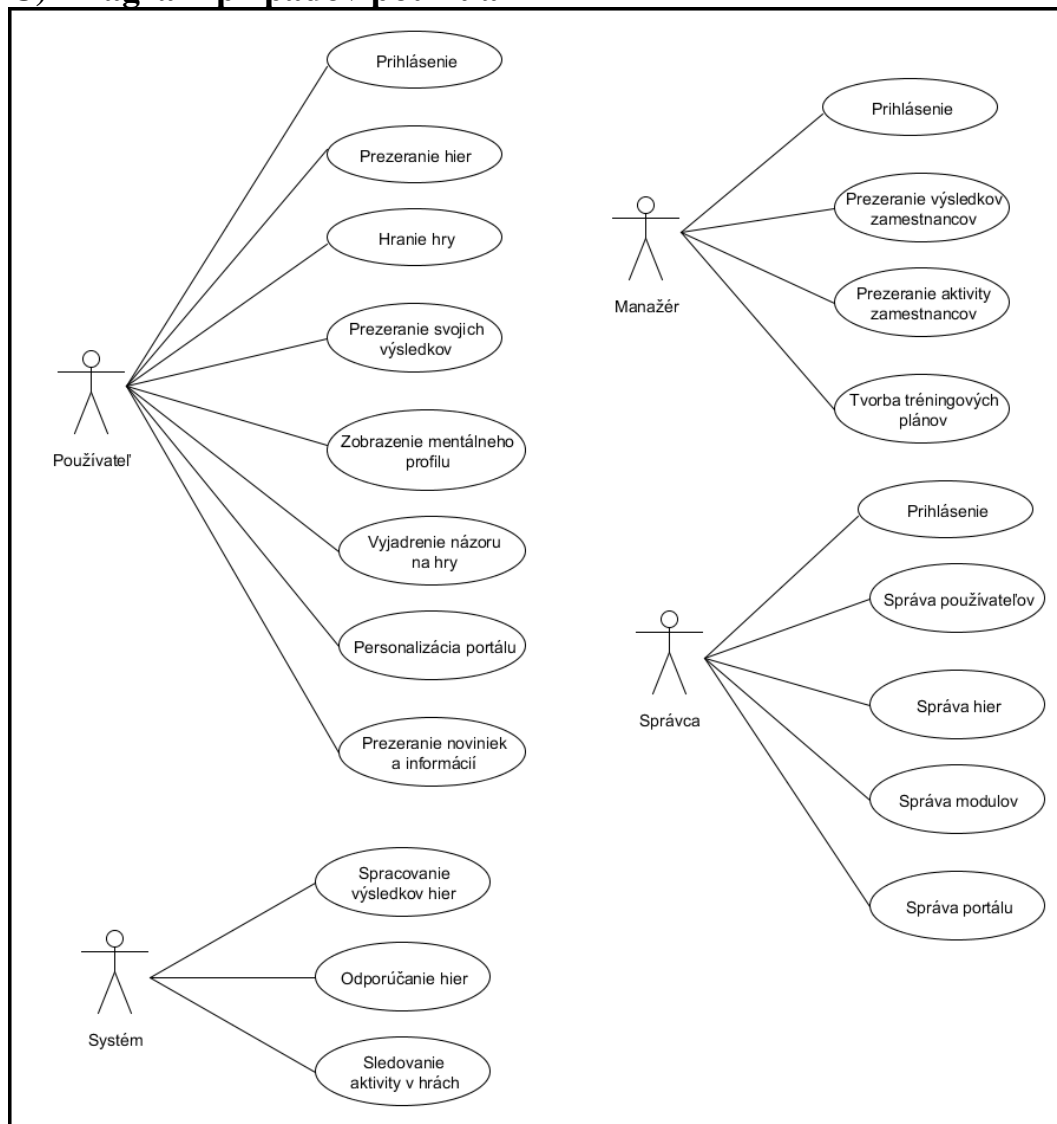 Prihlásenie
Prezeranie hier
Hranie hry
Prezeranie svojich
výsledkov
Zobrazenie mentálneho
profilu
Vyjadrenie názoru
na hry
Personalizácia portálu
Prezeranie noviniek
a informácií
Používateľ
Prihlásenie
Prezeranie výsledkov
zamestnancov
Prezeranie aktivity
zamestnancov
Tvorba tréningových
plánov
Manažér
Prihlásenie
Správa používateľov
Správa hier
Správa modulov
Správa portálu
Správca
Spracovanie
výsledkov hier
Odporúčanie hier
Sledovanie
aktivity v hrách
Systém